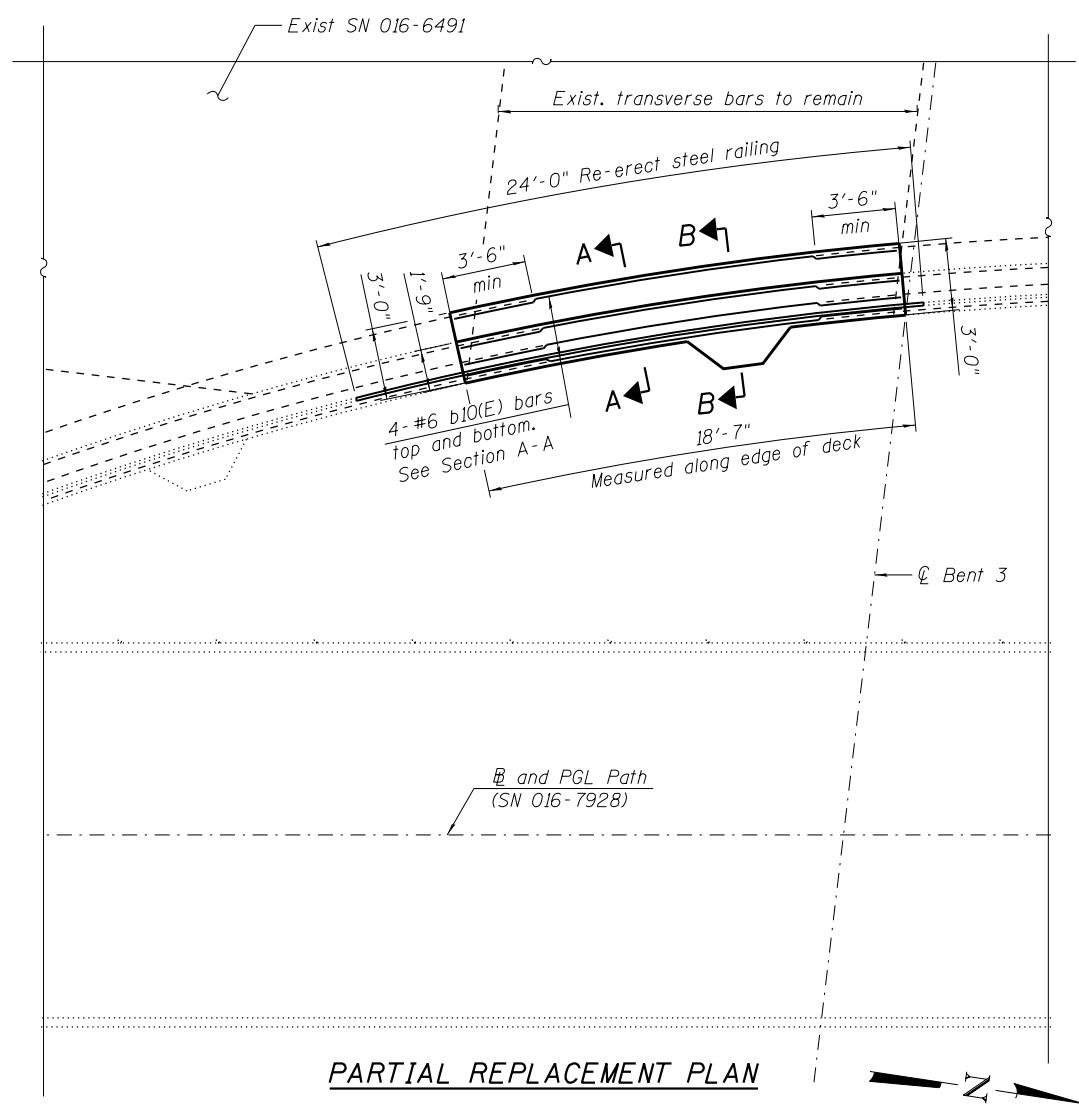 Exist SN 016-6491
Exist. transverse bars to remain
24'-0" Re-erect steel railing
3'-6"
min
A
B
3'-6"
min
3'-0"
1'-9"
3'-0"
4- #6 b10(E) bars
top and bottom.
See Section A-A
A
B
18'-7"
Measured along edge of deck
℄ Bent 3
BL and PGL Path
(SN 016-7928)
PARTIAL REPLACEMENT PLAN
N